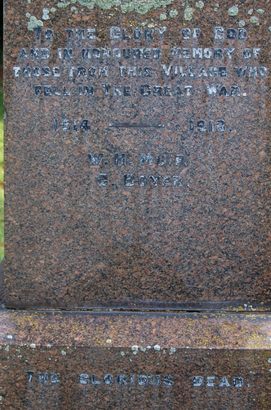 To the Glory of God
and in honoured memory of
those from this Village who
fell in the Great War.
1914 — 1918.
W. H. Muir
The Glorious Dead.